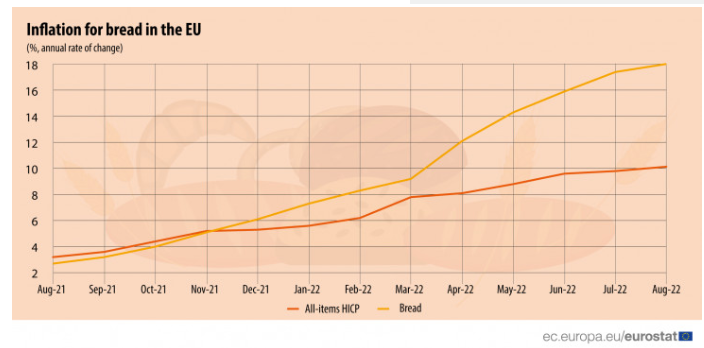 Inflation for bread in the EU
(%, annual rate of change)
18
16
14
12
10
8
6
4
2
Aug-21 Sep-21 Oct-21 Nov-21 Dec-21 Jan-22 Feb-22 Mar-22 Apr-22 May-22 Jun-22 Jul-22 Aug-22
All-items HICP Bread
ec.europa.eu/eurostat